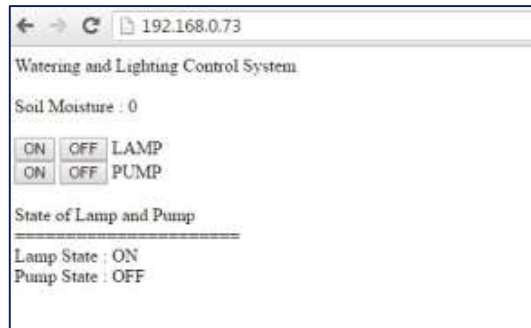 192.168.0.73
Watering and Lighting Control System
Soil Moisture : 0
ON OFF LAMP
ON OFF PUMP
State of Lamp and Pump
========================
Lamp State : ON
Pump State : OFF